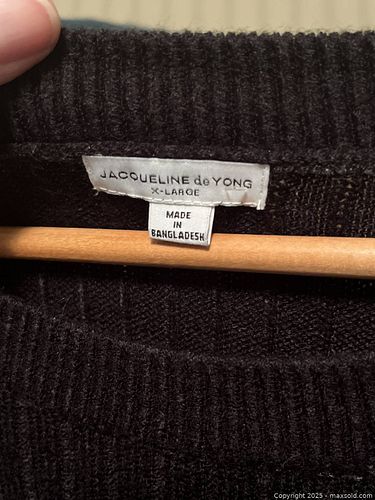 JACQUELINE de YONG
X-LARGE
MADE
IN
BANGLADESH
Copyright 2025 - maxsold.com